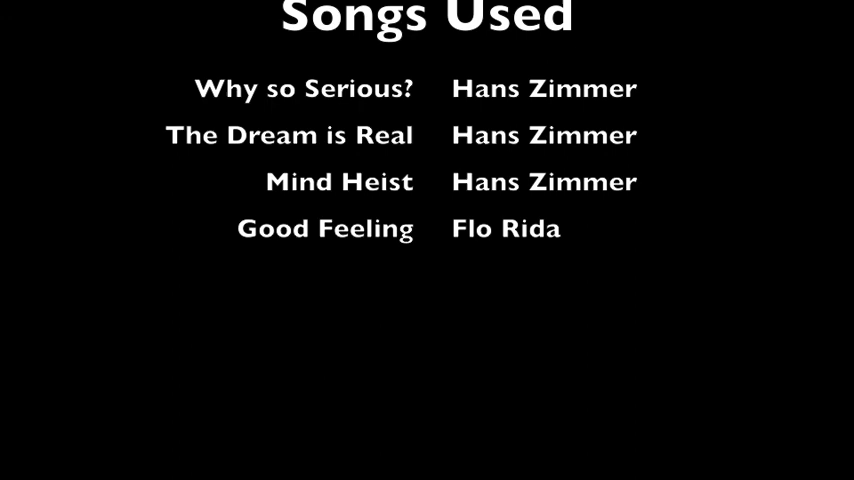 Songs Used
Why so Serious? Hans Zimmer
The Dream is Real Hans Zimmer
Mind Heist Hans Zimmer
Good Feeling Flo Rida